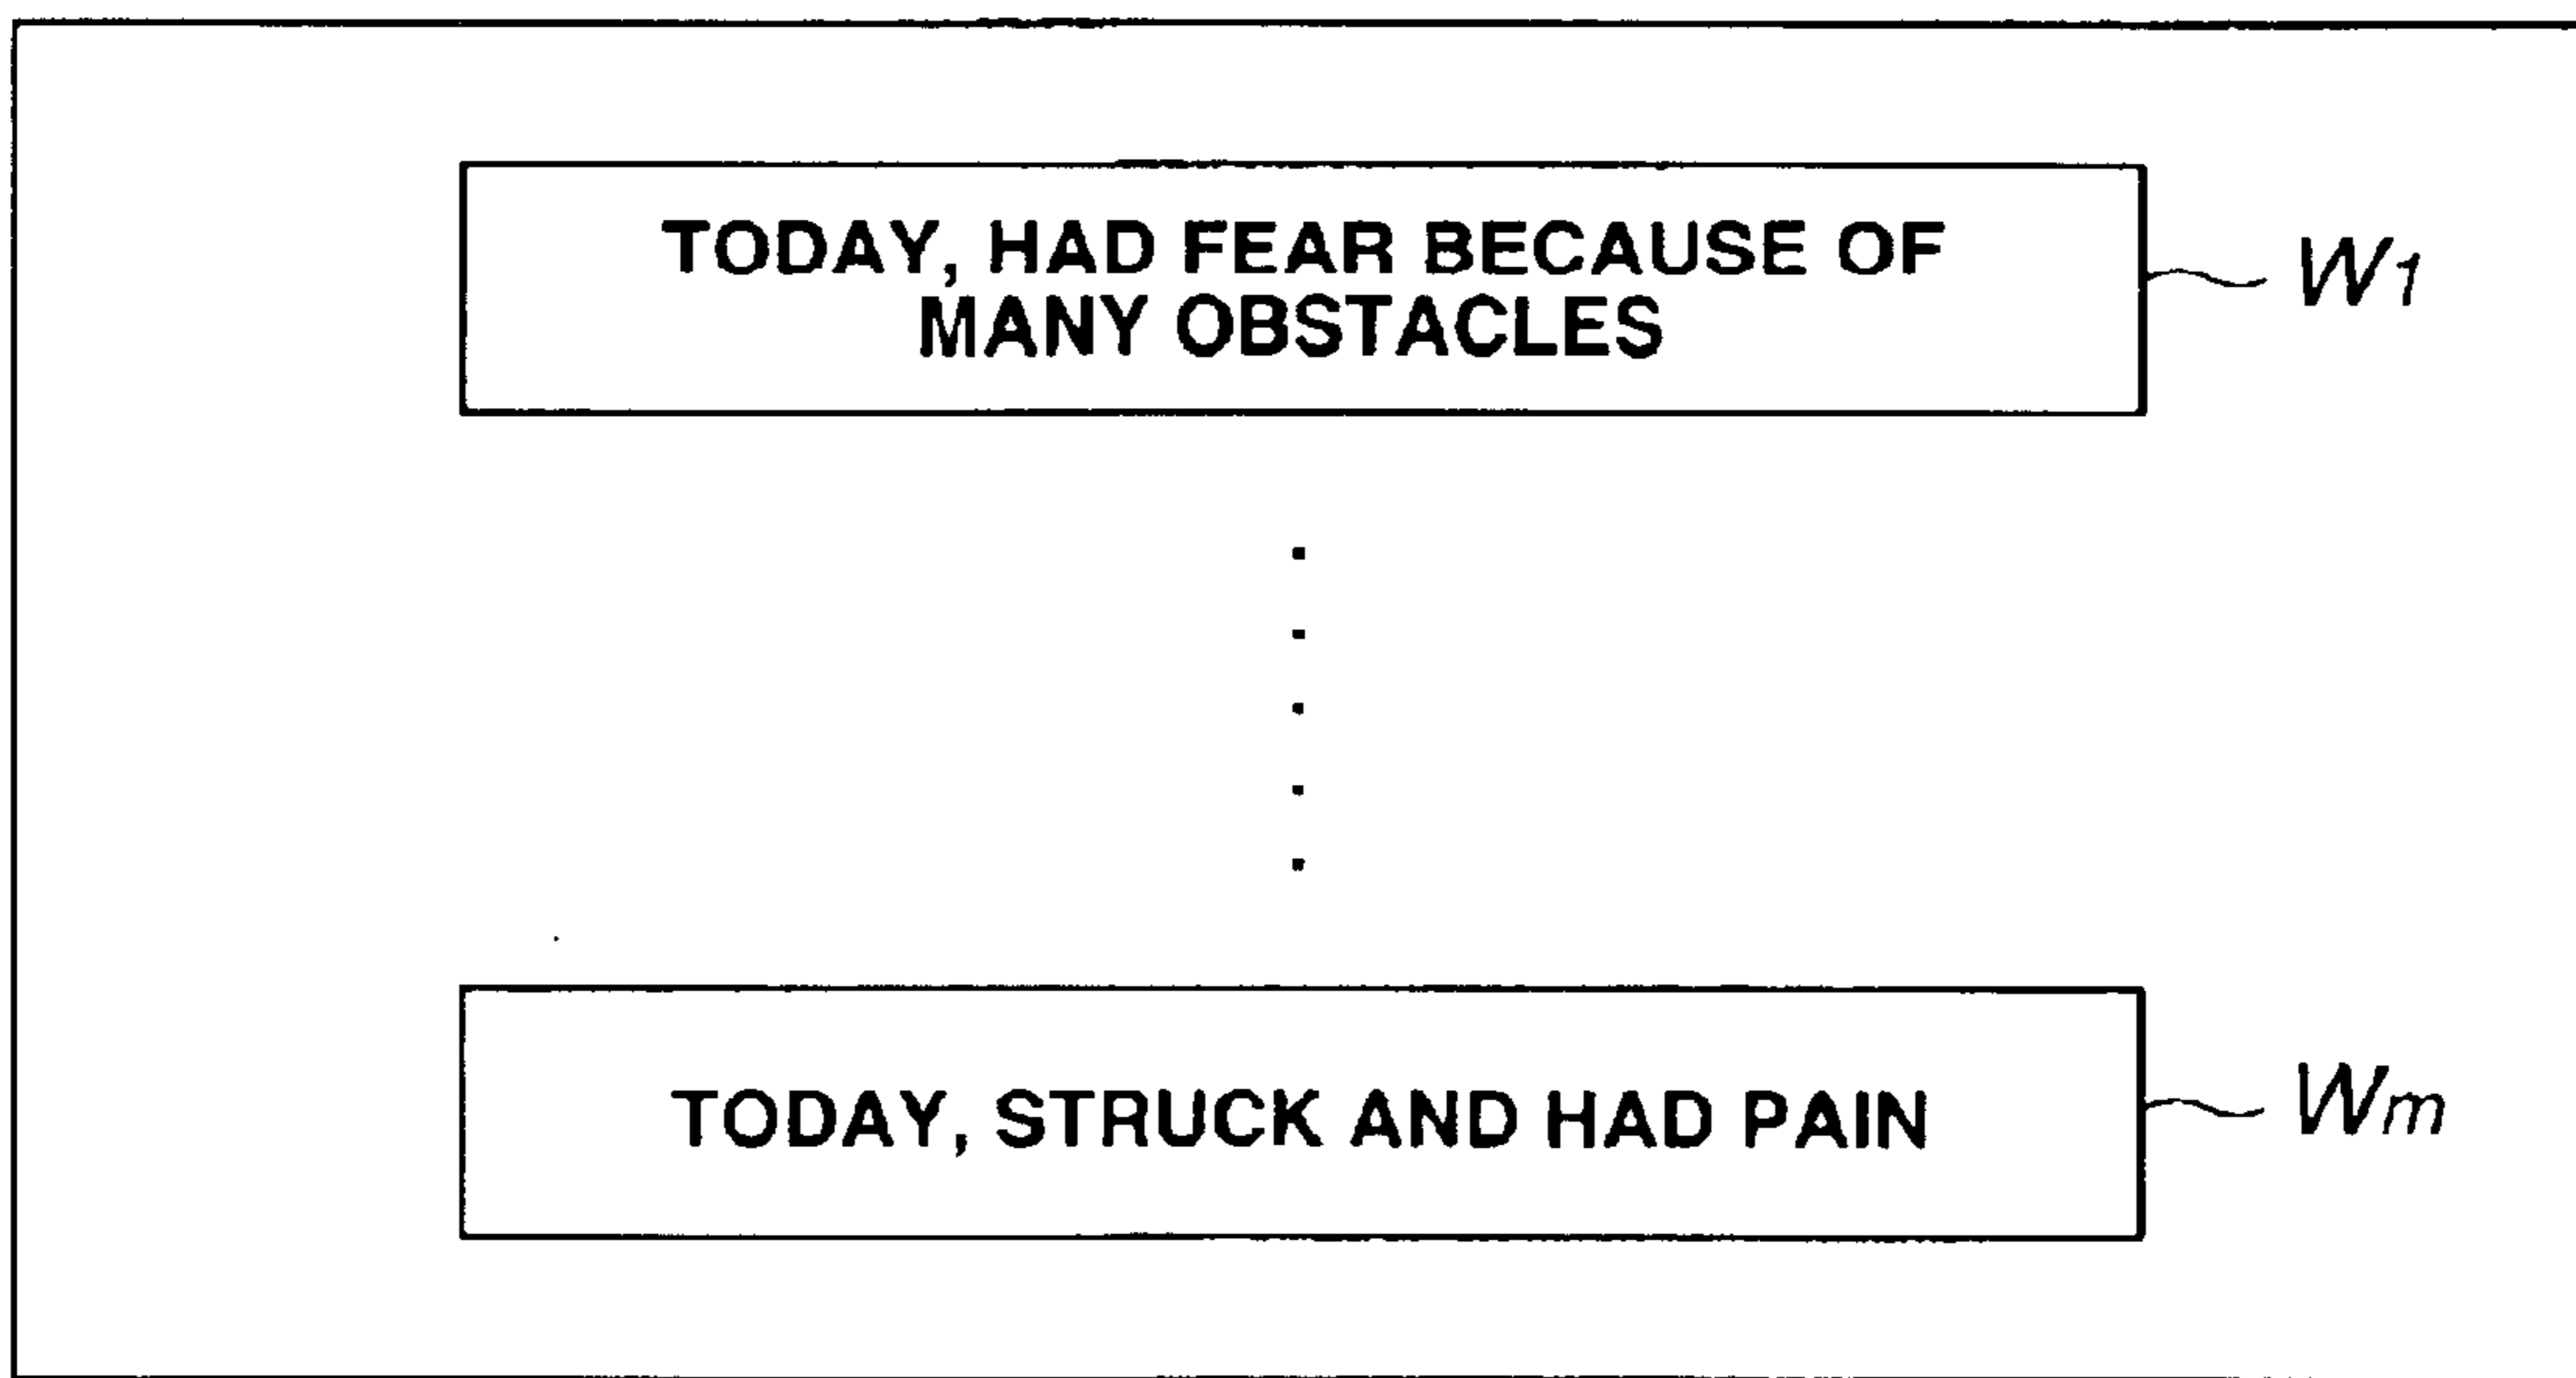 TODAY, HAD FEAR BECAUSE OF
MANY OBSTACLES
W1
TODAY, STRUCK AND HAD PAIN
Wm